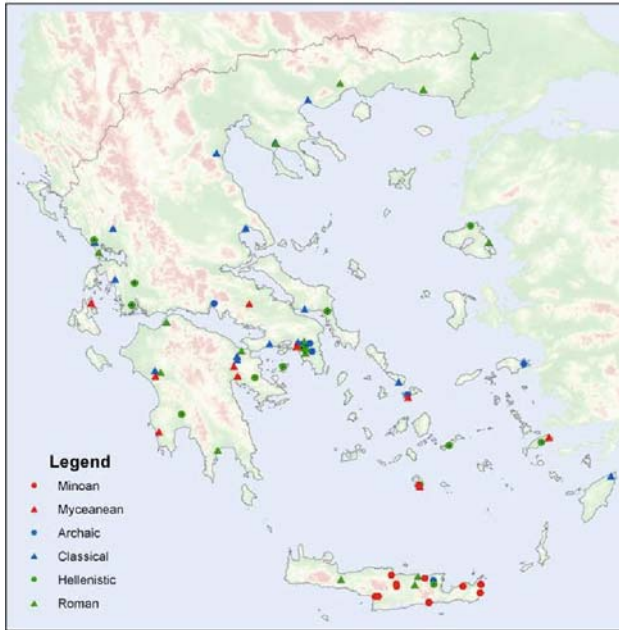 Legend
Minoan
Myceanean
Archaic
Classical
Hellenistic
Roman